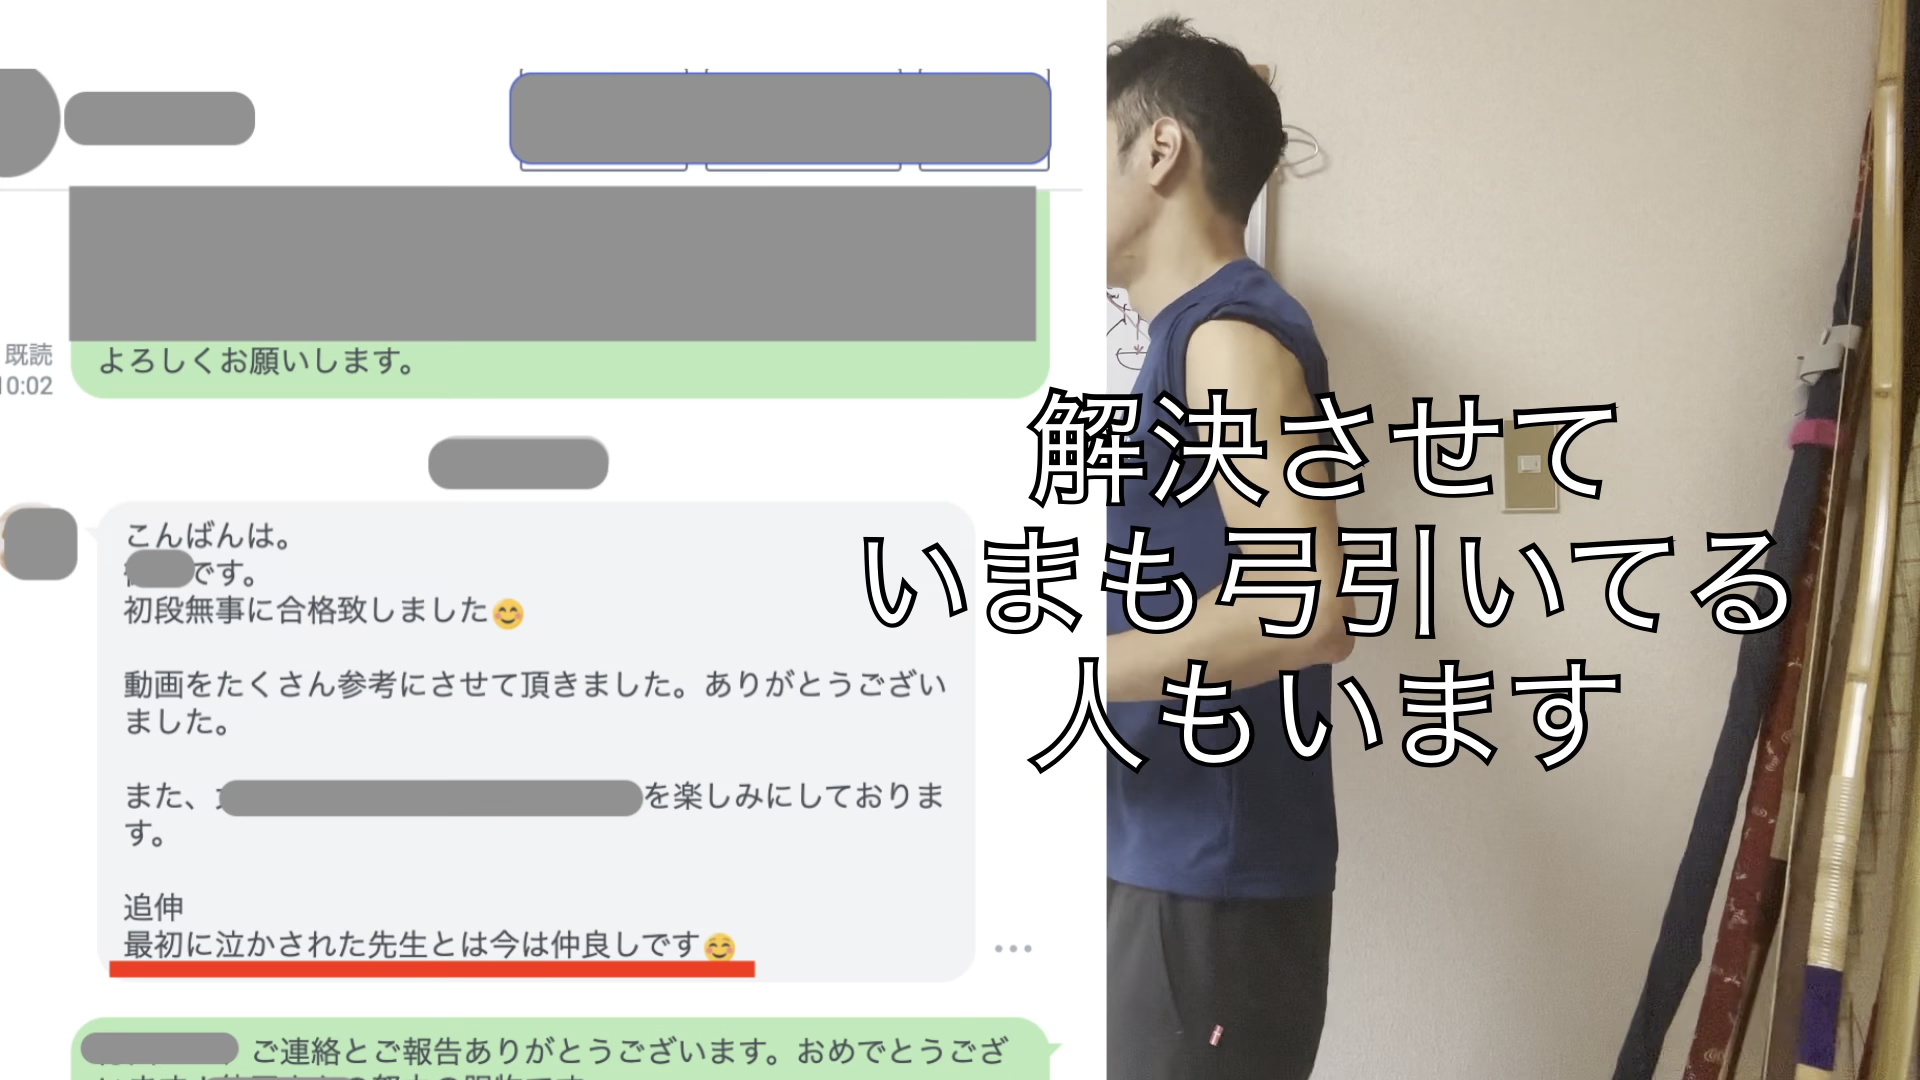 よろしくお願いします。
既読
10:02
こんばんは。
です。
初段無事に合格致しました😊
動画をたくさん参考にさせて頂きました。ありがとうござい
ました。
また、
を楽しみにしておりま
す。
追伸
最初に泣かされた先生とは今は仲良しです😊
ご連絡とご報告ありがとうございます。おめでとうござ
解決させて
いまも弓引いてる
人もいます